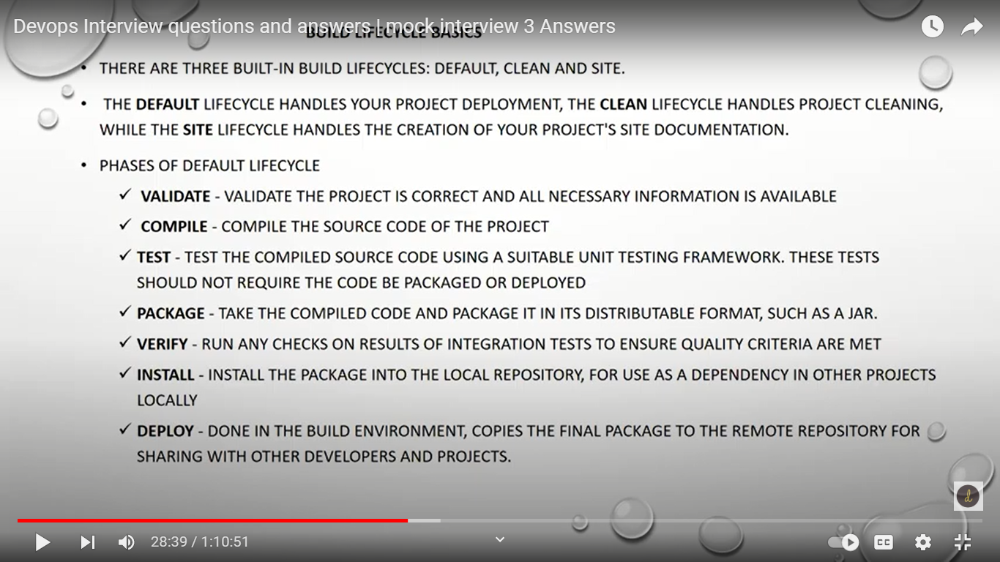 Devops Interview questions and answers | mock interview 3 Answers
BUILD LIFECYCLE BASICS
• THERE ARE THREE BUILT-IN BUILD LIFECYCLES: DEFAULT, CLEAN AND SITE.
• THE DEFAULT LIFECYCLE HANDLES YOUR PROJECT DEPLOYMENT, THE CLEAN LIFECYCLE HANDLES PROJECT CLEANING,
WHILE THE SITE LIFECYCLE HANDLES THE CREATION OF YOUR PROJECT'S SITE DOCUMENTATION.
• PHASES OF DEFAULT LIFECYCLE
✓ VALIDATE - VALIDATE THE PROJECT IS CORRECT AND ALL NECESSARY INFORMATION IS AVAILABLE
✓ COMPILE - COMPILE THE SOURCE CODE OF THE PROJECT
✓ TEST - TEST THE COMPILED SOURCE CODE USING A SUITABLE UNIT TESTING FRAMEWORK. THESE TESTS
SHOULD NOT REQUIRE THE CODE BE PACKAGED OR DEPLOYED
✓ PACKAGE - TAKE THE COMPILED CODE AND PACKAGE IT IN ITS DISTRIBUTABLE FORMAT, SUCH AS A JAR.
✓ VERIFY - RUN ANY CHECKS ON RESULTS OF INTEGRATION TESTS TO ENSURE QUALITY CRITERIA ARE MET
✓ INSTALL - INSTALL THE PACKAGE INTO THE LOCAL REPOSITORY, FOR USE AS A DEPENDENCY IN OTHER PROJECTS
LOCALLY
✓ DEPLOY - DONE IN THE BUILD ENVIRONMENT, COPIES THE FINAL PACKAGE TO THE REMOTE REPOSITORY FOR
SHARING WITH OTHER DEVELOPERS AND PROJECTS.
d
28:39 / 1:10:51
CC